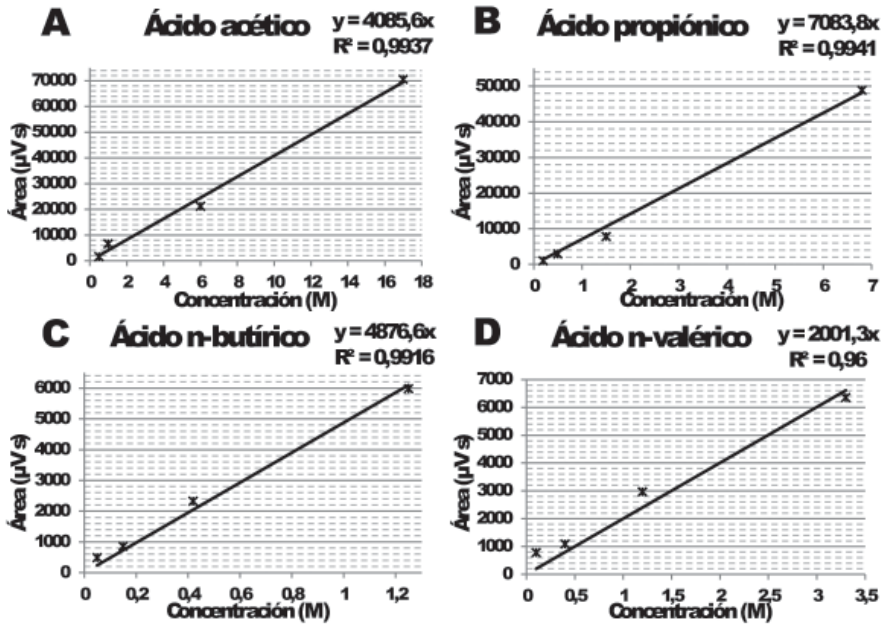 A Ácido acético y = 4085,6x
R² = 0,9937
Área (µV s)
70000
60000
50000
40000
30000
20000
10000
0
0 2 4 6 8 10 12 14 16 18
Concentración (M)
B Ácido propiónico y = 7083,8x
R² = 0,9941
Área (µV s)
50000
40000
30000
20000
10000
0
0 1 2 3 4 5 6 7
Concentración (M)
C Ácido n-butírico y = 4876,6x
R² = 0,9916
Área (µV s)
6000
5000
4000
3000
2000
1000
0
0 0,2 0,4 0,6 0,8 1 1,2
Concentración (M)
D Ácido n-valérico y = 2001,3x
R² = 0,96
Área (µV s)
7000
6000
5000
4000
3000
2000
1000
0
0 0,5 1 1,5 2 2,5 3 3,5
Concentración (M)